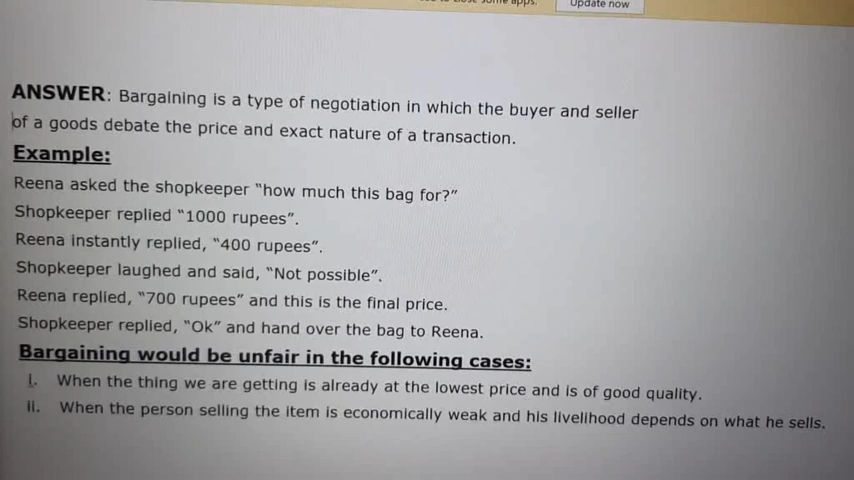 some apps.
Update now
ANSWER: Bargaining is a type of negotiation in which the buyer and seller
of a goods debate the price and exact nature of a transaction.
Example:
Reena asked the shopkeeper “how much this bag for?”
Shopkeeper replied “1000 rupees”.
Reena instantly replied, “400 rupees”.
Shopkeeper laughed and said, “Not possible”.
Reena replied, “700 rupees” and this is the final price.
Shopkeeper replied, “Ok” and hand over the bag to Reena.
Bargaining would be unfair in the following cases:
i. When the thing we are getting is already at the lowest price and is of good quality.
ii. When the person selling the item is economically weak and his livelihood depends on what he sells.